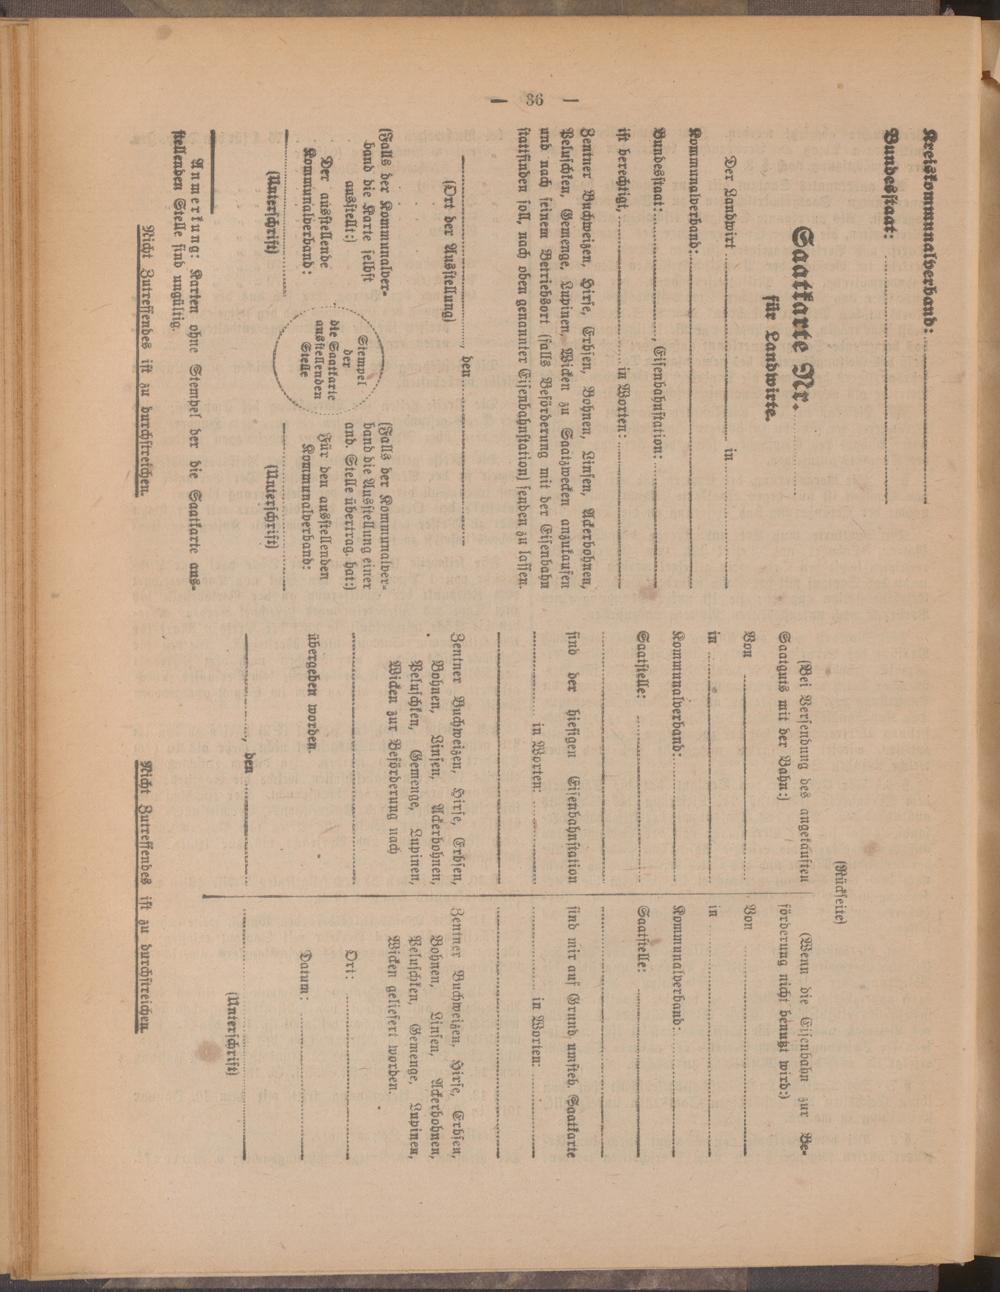 — 36 —
Kreiskommunalverband: ........
Bundesstaat: ........
Saatkarte Nr. ........
für Landwirte.
Der Landwirt ........ in ........
Kommunalverband: ........
Bundesstaat: ........, Eisenbahnstation: ........
ist berechtigt, ........ in Worten: ........
Zentner Buchweizen, Hirse, Erbsen, Bohnen, Linsen, Ackerbohnen,
Peluschken, Gemenge, Lupinen, Wicken zu Saatzwecken anzukaufen
und nach seinem Betriebsort (falls Beförderung mit der Eisenbahn
stattfinden soll, nach oben genannter Eisenbahnstation) senden zu lassen.
........, den ........
(Ort der Ausstellung)
(Falls der Kommunalver-
band die Karte selbst
ausstellt:)
Der ausstellende
Kommunalverband:
........
(Unterschrift)
Stempel
der
die Saatkarte
ausstellenden
Stelle
(Falls der Kommunalver-
band die Ausstellung einer
and. Stelle übertrag. hat:)
Für den ausstellenden
Kommunalverband:
........
(Unterschrift)
Anmerkung: Karten ohne Stempel der die Saatkarte aus-
stellenden Stelle sind ungültig.
Nicht Zutreffendes ist zu durchstreichen.
(Rückseite)
(Bei Versendung des angekauften
Saatguts mit der Bahn:)
Von ........
in ........
Kommunalverband: ........
Saatstelle: ........
........
sind der hiesigen Eisenbahnstation
........ in Worten: ........
........
Zentner Buchweizen, Hirse, Erbsen,
Bohnen, Linsen, Ackerbohnen,
Peluschken, Gemenge, Lupinen,
Wicken zur Beförderung nach
........
übergeben worden.
........, den ........
(Wenn die Eisenbahn zur Be-
förderung nicht benutzt wird:)
Von ........
in ........
Kommunalverband: ........
Saatstelle: ........
........
sind mir auf Grund umsteh. Saatkarte
........ in Worten: ........
........
Zentner Buchweizen, Hirse, Erbsen,
Bohnen, Linsen, Ackerbohnen,
Peluschken, Gemenge, Lupinen,
Wicken geliefert worden.
Ort: ........
Datum: ........
........
(Unterschrift)
Nicht Zutreffendes ist zu durchstreichen.